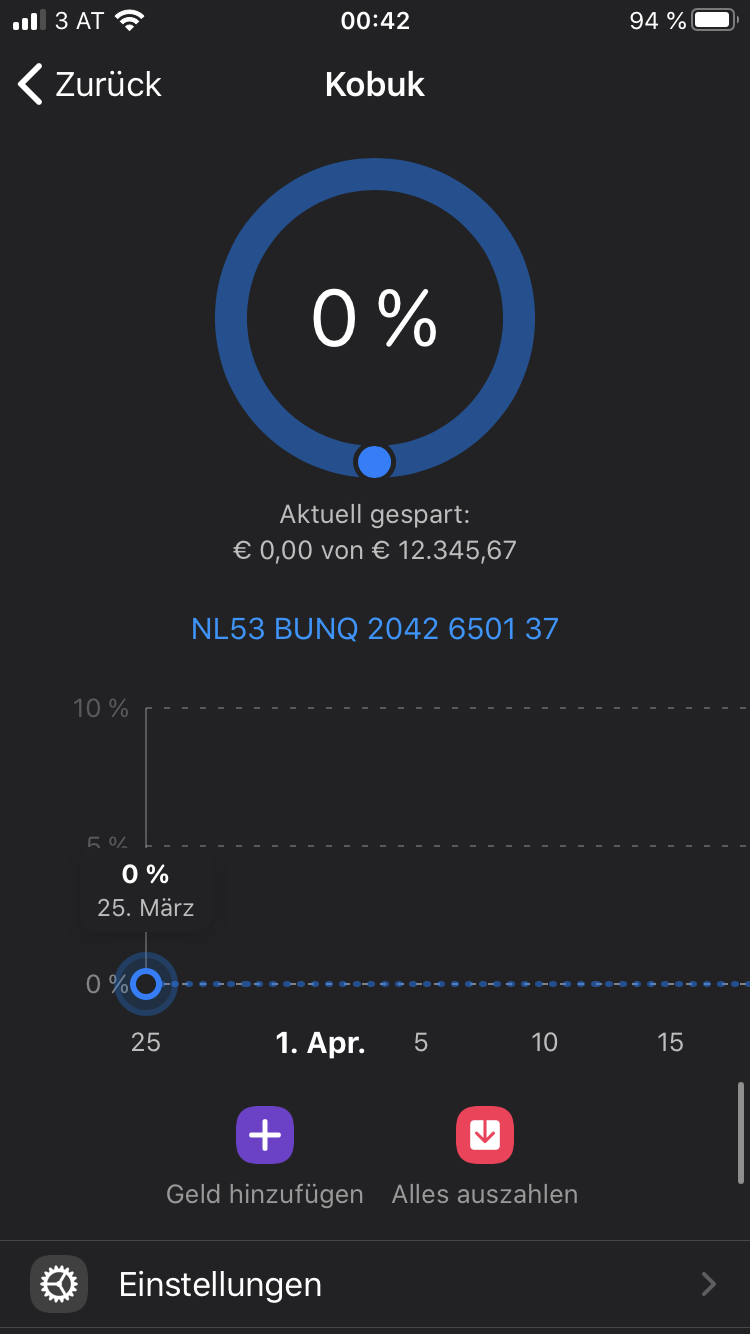 3 AT 00:42 94 %
Zurück Kobuk
0 %
Aktuell gespart:
€ 0,00 von € 12.345,67
NL53 BUNQ 2042 6501 37
10 %
5 %
0 %
25. März
0 %
25 1. Apr. 5 10 15
Geld hinzufügen Alles auszahlen
Einstellungen